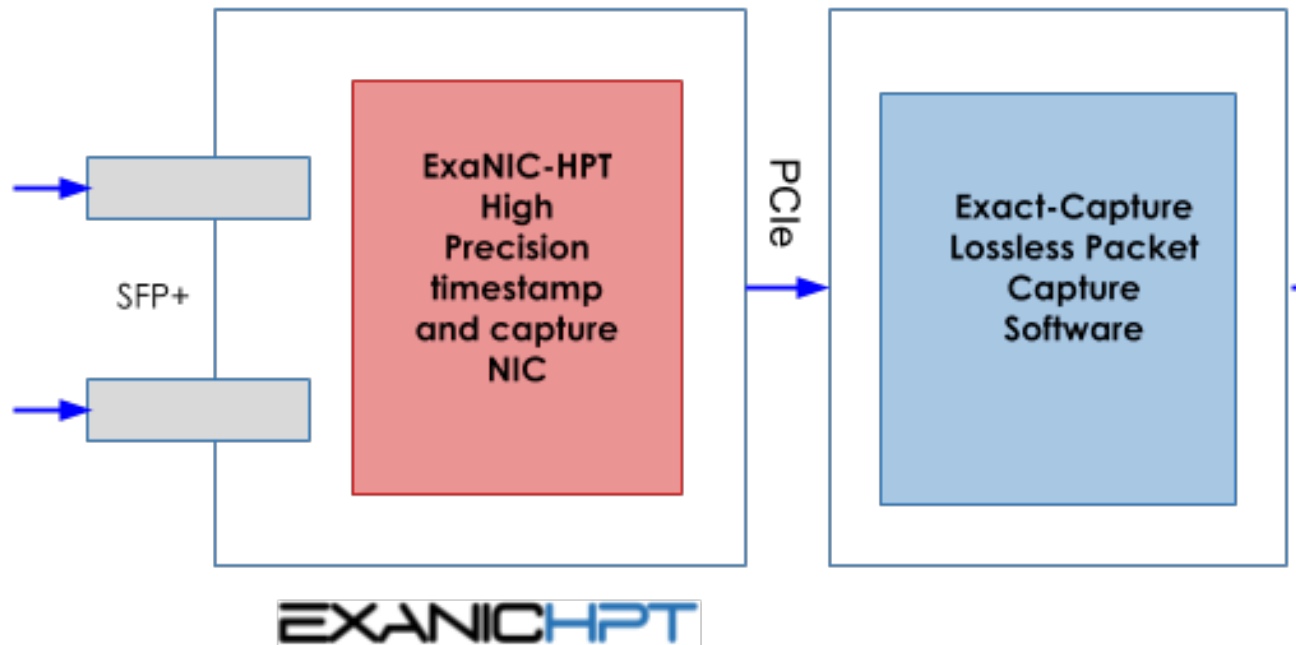 SFP+
ExaNIC-HPT
High
Precision
timestamp
and capture
NIC
PCIe
Exact-Capture
Lossless Packet
Capture
Software
EXANICHPT